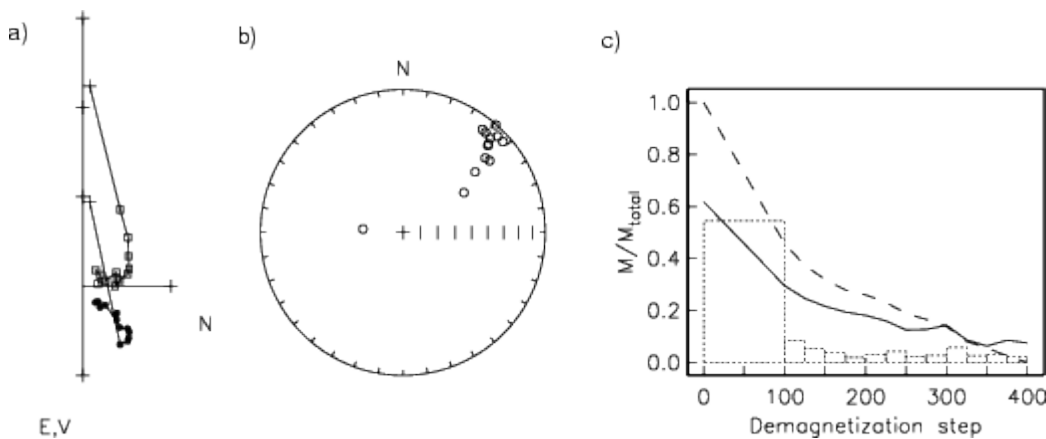 a)
N
E,V
b)
N
c)
M/M_total
1.0
0.8
0.6
0.4
0.2
0.0
0 100 200 300 400
Demagnetization step